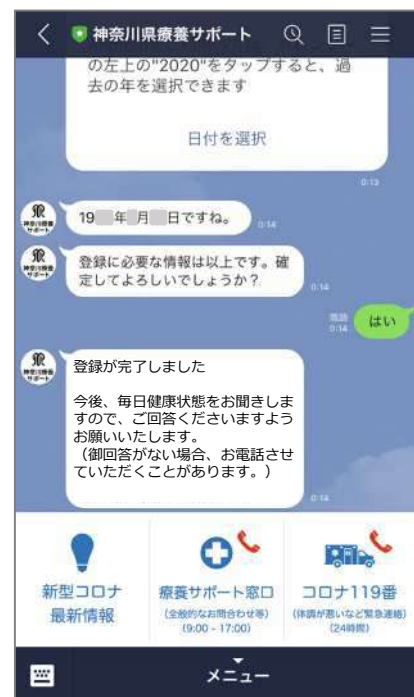 神奈川県療養サポート
の左上の"2020"をタップすると、過
去の年を選択できます
日付を選択
0:13
19 年 月 日ですね。
0:14
登録に必要な情報は以上です。確
定してよろしいでしょうか？
0:14
既読
0:14
はい
登録が完了しました
今後、毎日健康状態をお聞きしま
すので、ご回答くださいますよう
お願いいたします。
（御回答がない場合、お電話させ
ていただくことがあります。）
0:14
新型コロナ
最新情報
療養サポート窓口
(全般的なお問合わせ等)
(9:00 - 17:00)
コロナ119番
(体調が悪いなど緊急連絡)
(24時間)
メニュー